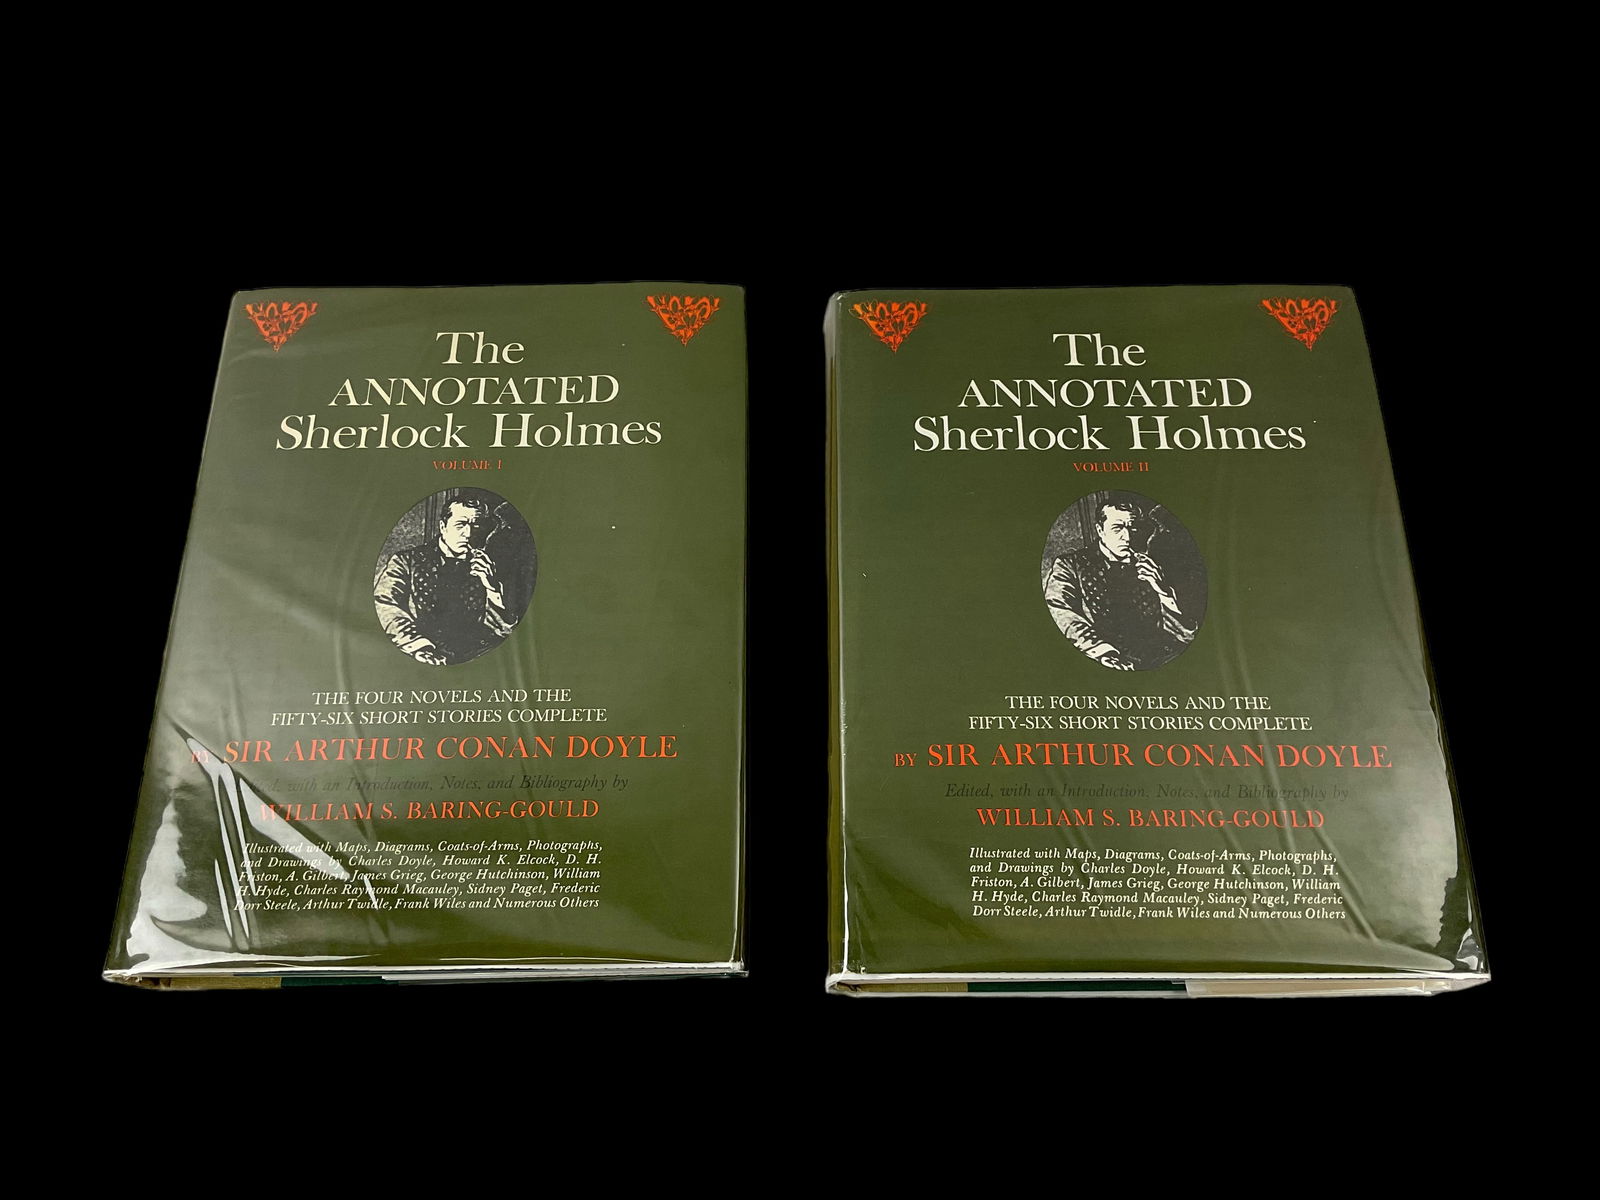 The
ANNOTATED
Sherlock Holmes
VOLUME I
THE FOUR NOVELS AND THE
FIFTY-SIX SHORT STORIES COMPLETE
BY SIR ARTHUR CONAN DOYLE
with an Introduction, Notes, and Bibliography by
WILLIAM S. BARING-GOULD
Illustrated with Maps, Diagrams, Coats-of-Arms, Photographs,
and Drawings by Charles Doyle, Howard K. Elcock, D. H.
Friston, A. Gilbert, James Grieg, George Hutchinson, William
H. Hyde, Charles Raymond Macauley, Sidney Paget, Frederic
Dorr Steele, Arthur Twidle, Frank Wiles and Numerous Others
The
ANNOTATED
Sherlock Holmes
VOLUME II
THE FOUR NOVELS AND THE
FIFTY-SIX SHORT STORIES COMPLETE
BY SIR ARTHUR CONAN DOYLE
Edited, with an Introduction, Notes, and Bibliography by
WILLIAM S. BARING-GOULD
Illustrated with Maps, Diagrams, Coats-of-Arms, Photographs,
and Drawings by Charles Doyle, Howard K. Elcock, D. H.
Friston, A. Gilbert, James Grieg, George Hutchinson, William
H. Hyde, Charles Raymond Macauley, Sidney Paget, Frederic
Dorr Steele, Arthur Twidle, Frank Wiles and Numerous Others